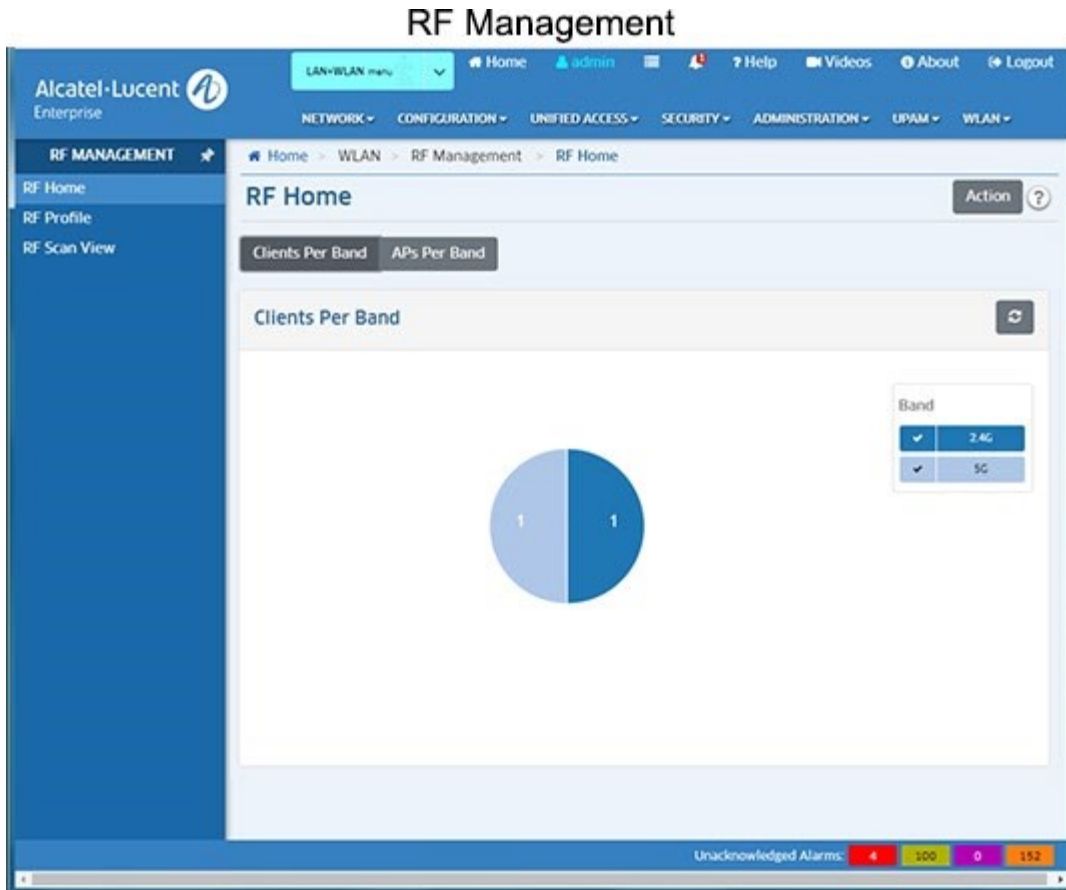 RF Management
Alcatel·Lucent
Enterprise
LAN+WLAN menu
Home admin ? Help Videos About Logout
NETWORK CONFIGURATION UNIFIED ACCESS SECURITY ADMINISTRATION UPAM WLAN
RF MANAGEMENT
RF Home
RF Profile
RF Scan View
Home > WLAN > RF Management > RF Home
RF Home
Action ?
Clients Per Band APs Per Band
Clients Per Band
Band
2.4G
5G
1 1
Unacknowledged Alarms: 4 100 0 152